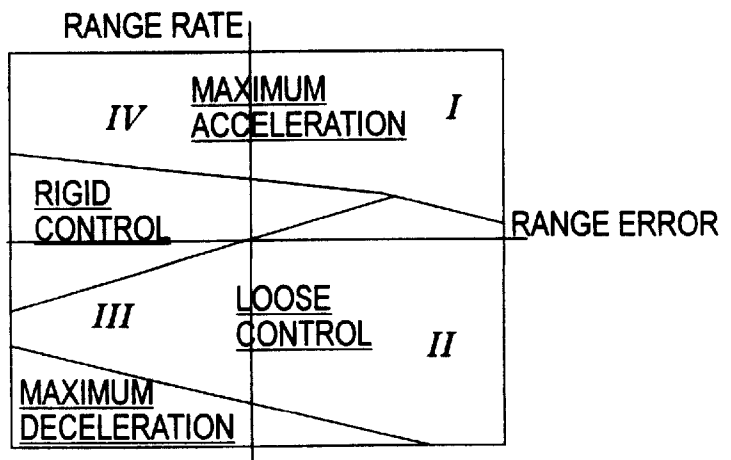 RANGE RATE
MAXIMUM
ACCELERATION
IV
I
RIGID
CONTROL
RANGE ERROR
III
LOOSE
CONTROL
II
MAXIMUM
DECELERATION